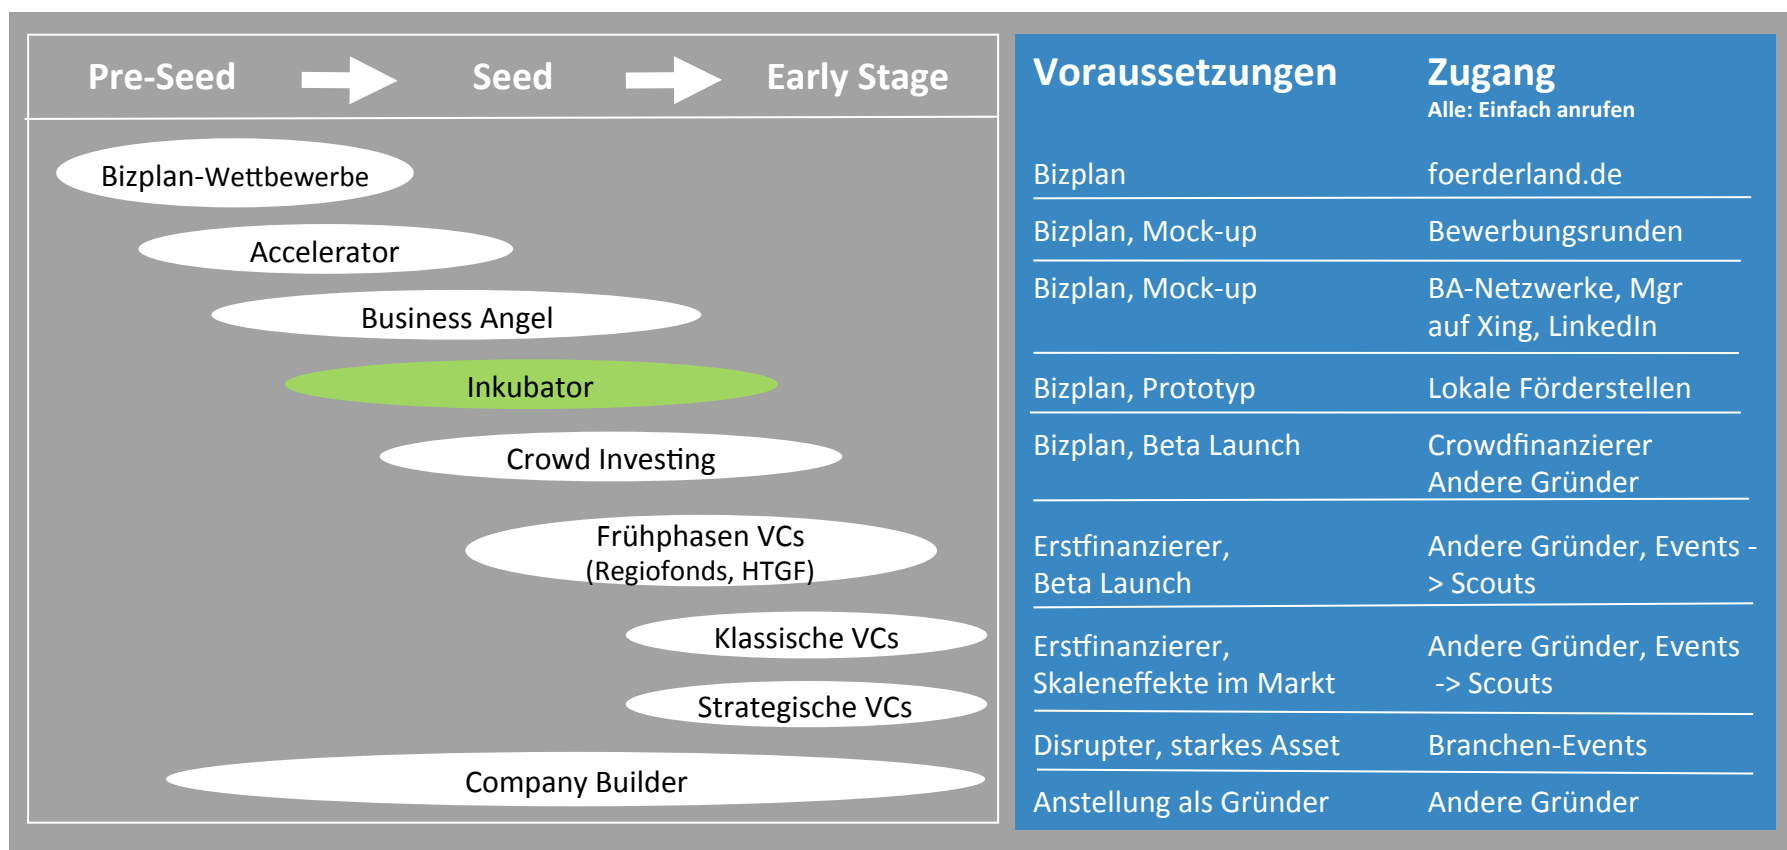 Pre-Seed
Seed
Early Stage
Bizplan-Wettbewerbe
Accelerator
Business Angel
Inkubator
Crowd Investing
Frühphasen VCs
(Regiofonds, HTGF)
Klassische VCs
Strategische VCs
Company Builder
Voraussetzungen
Zugang
Alle: Einfach anrufen
Bizplan
foerderland.de
Bizplan, Mock-up
Bewerbungsrunden
Bizplan, Mock-up
BA-Netzwerke, Mgr
auf Xing, LinkedIn
Bizplan, Prototyp
Lokale Förderstellen
Bizplan, Beta Launch
Crowdfinanzierer
Andere Gründer
Erstfinanzierer,
Beta Launch
Andere Gründer, Events -
> Scouts
Erstfinanzierer,
Skaleneffekte im Markt
Andere Gründer, Events
-> Scouts
Disrupter, starkes Asset
Branchen-Events
Anstellung als Gründer
Andere Gründer